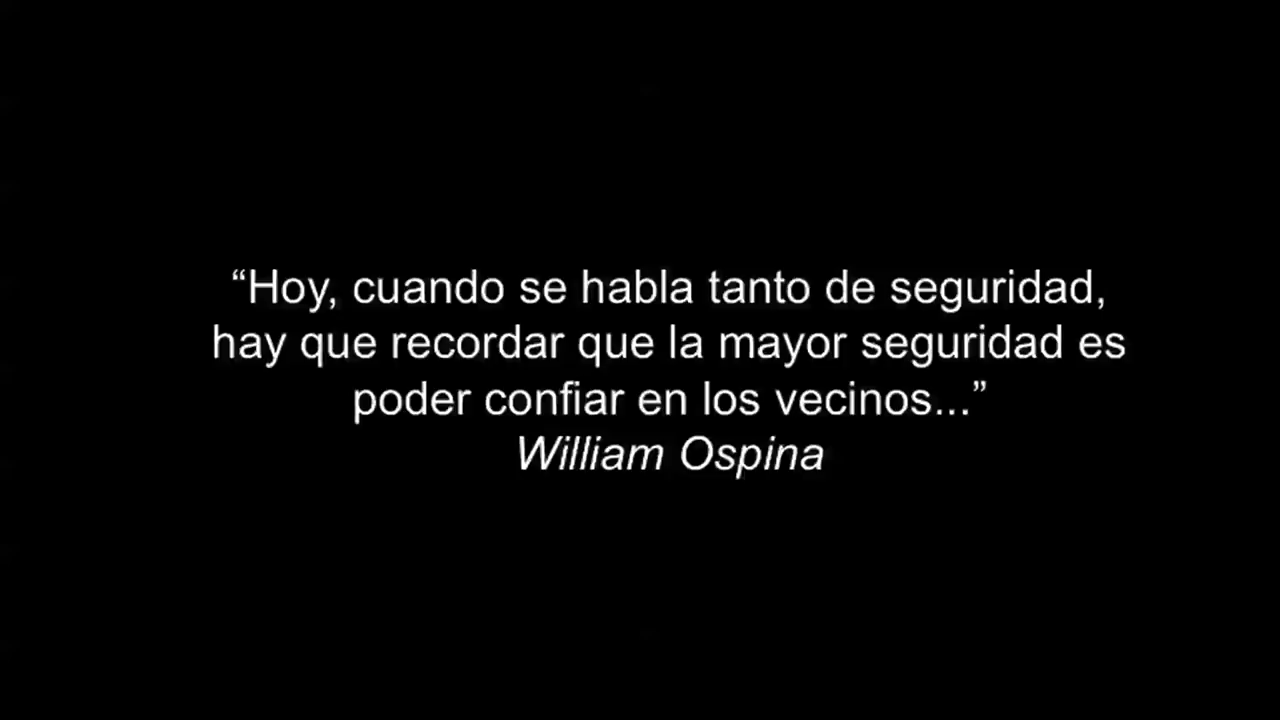 “Hoy, cuando se habla tanto de seguridad,
hay que recordar que la mayor seguridad es
poder confiar en los vecinos...”
William Ospina